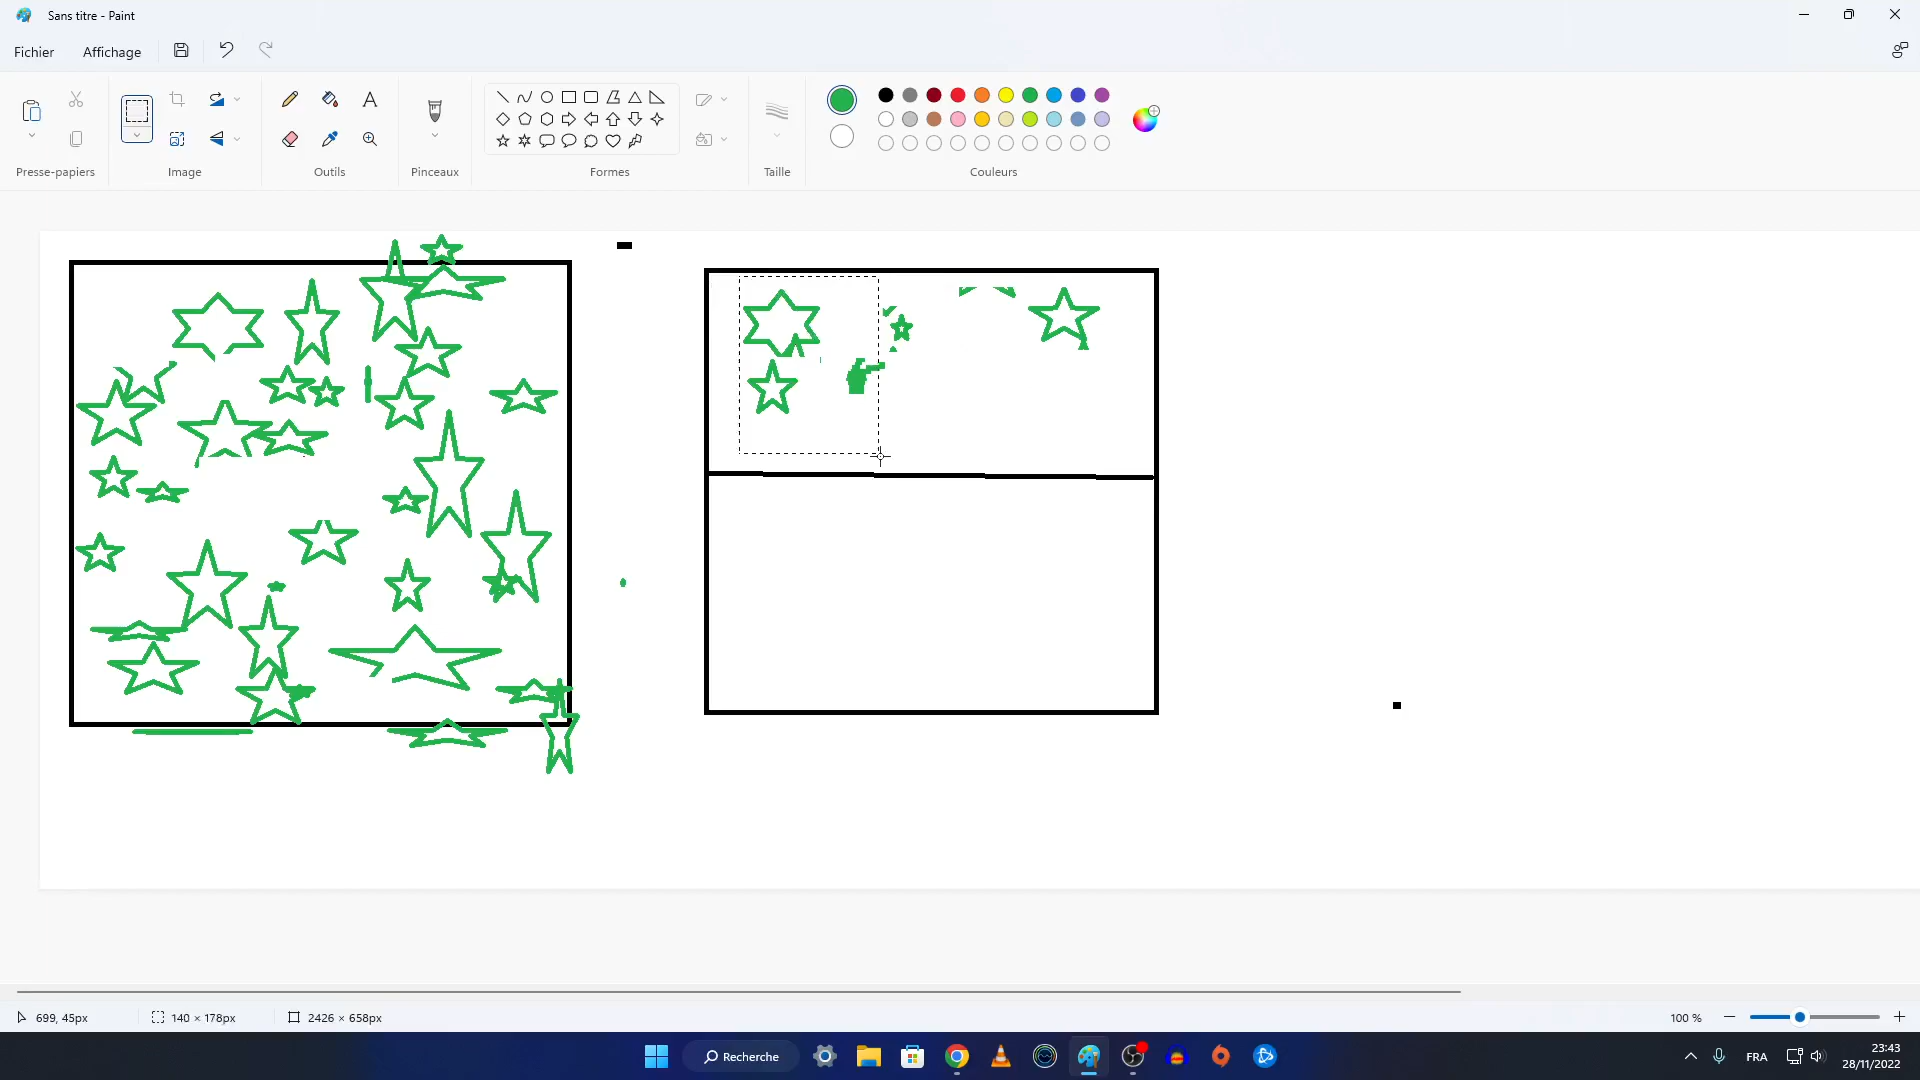 Sans titre - Paint
Fichier
Affichage
Presse-papiers
Image
Outils
Pinceaux
Formes
Taille
Couleurs
699, 45px
140 × 178px
2426 × 658px
100 %
Recherche
FRA
23:43
28/11/2022